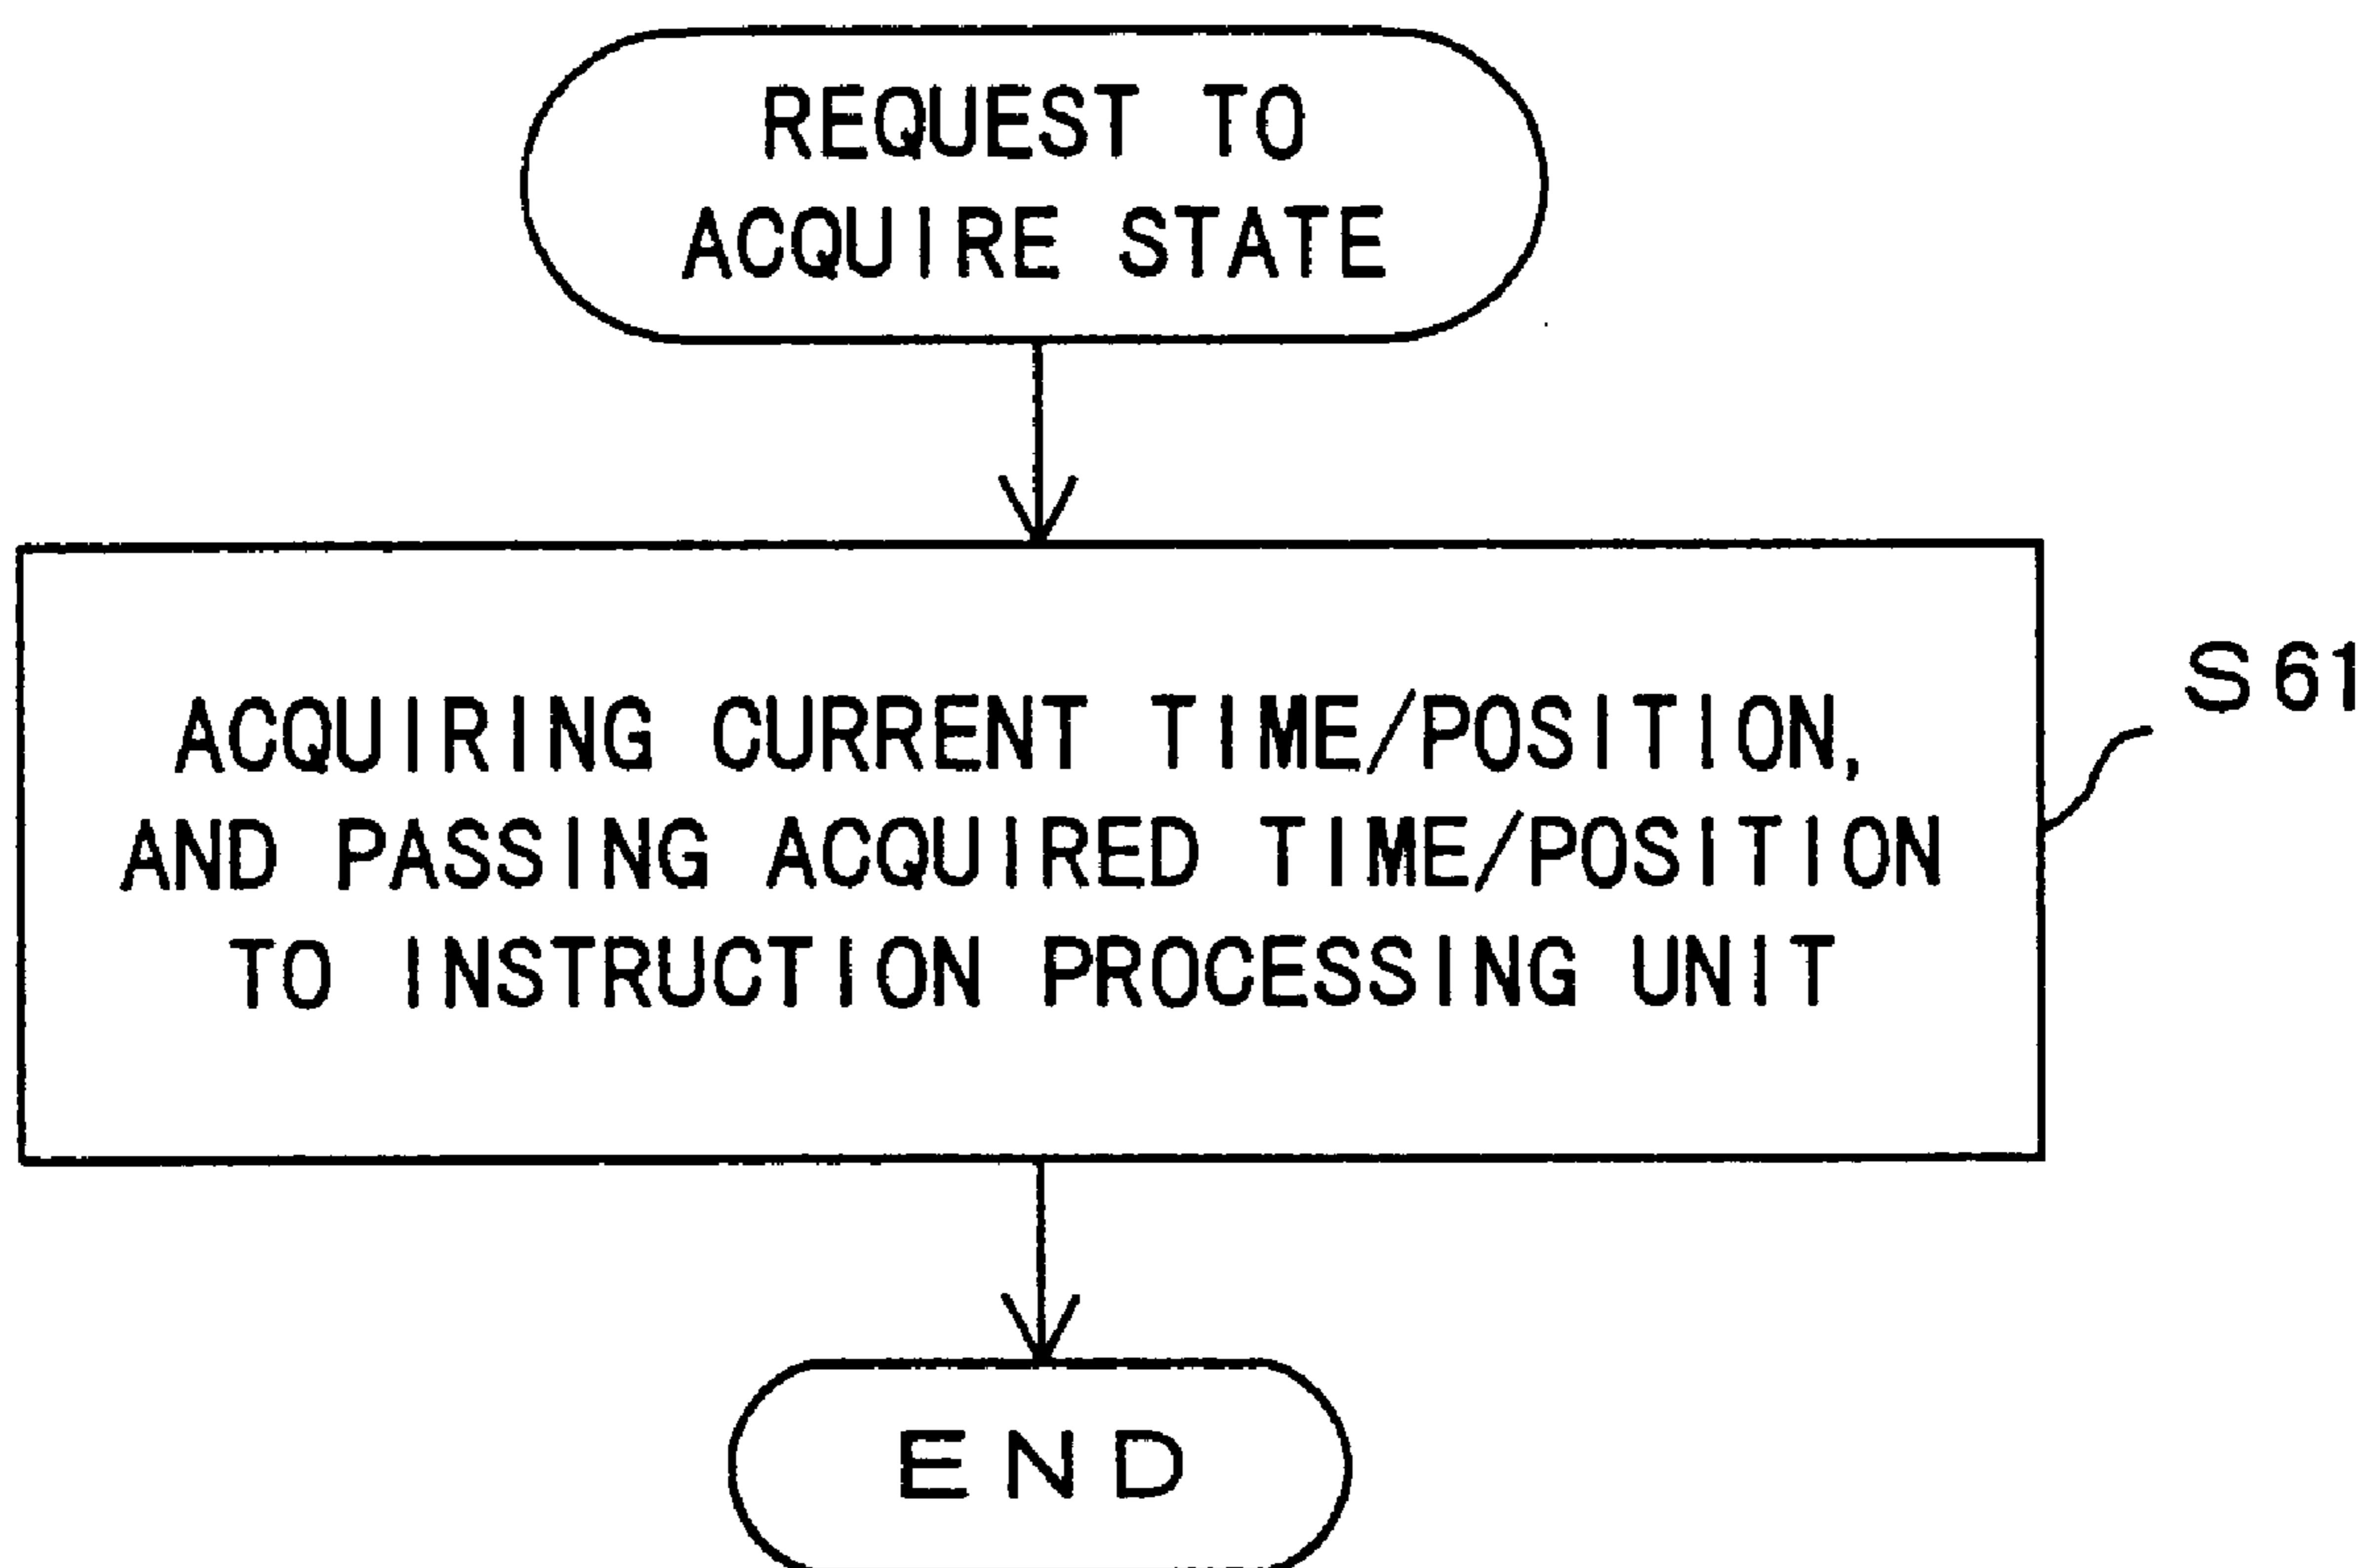 REQUEST TO
ACQUIRE STATE
ACQUIRING CURRENT TIME/POSITION,
AND PASSING ACQUIRED TIME/POSITION
TO INSTRUCTION PROCESSING UNIT
S61
END